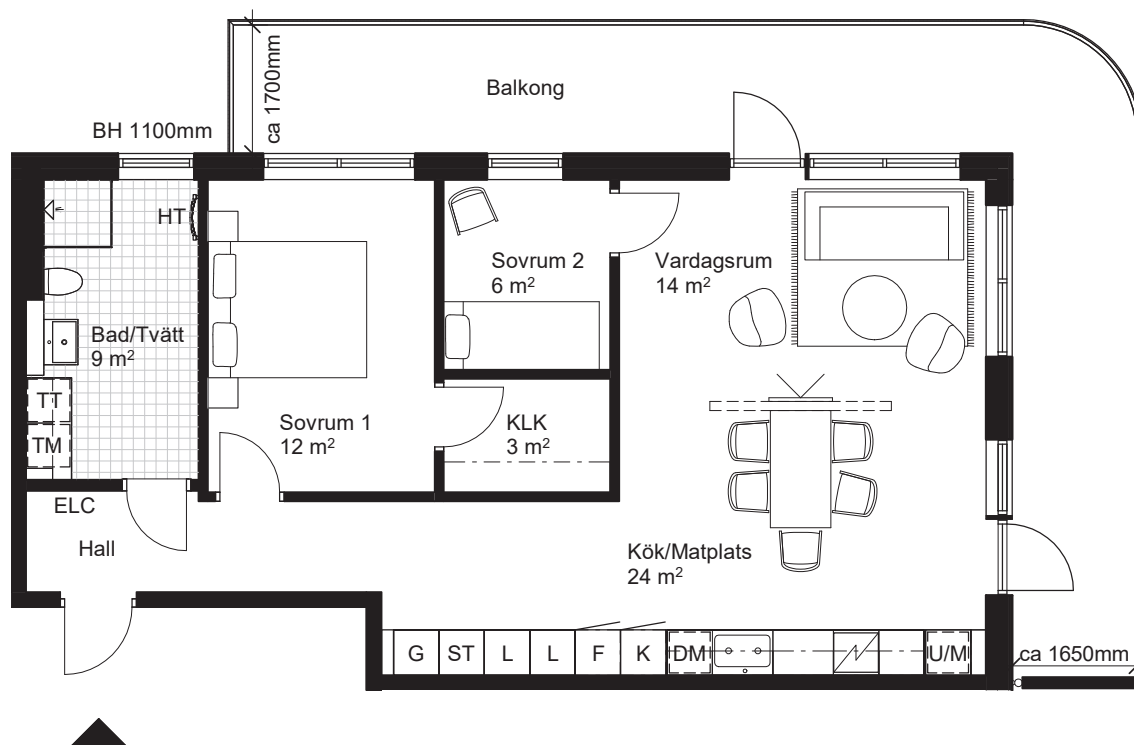 Balkong
ca 1700mm
BH 1100mm
HT
Sovrum 2
6 m²
Vardagsrum
14 m²
Bad/Tvätt
9 m²
TT
TM
Sovrum 1
12 m²
KLK
3 m²
ELC
Hall
Kök/Matplats
24 m²
G ST L L F K DM U/M
ca 1650mm